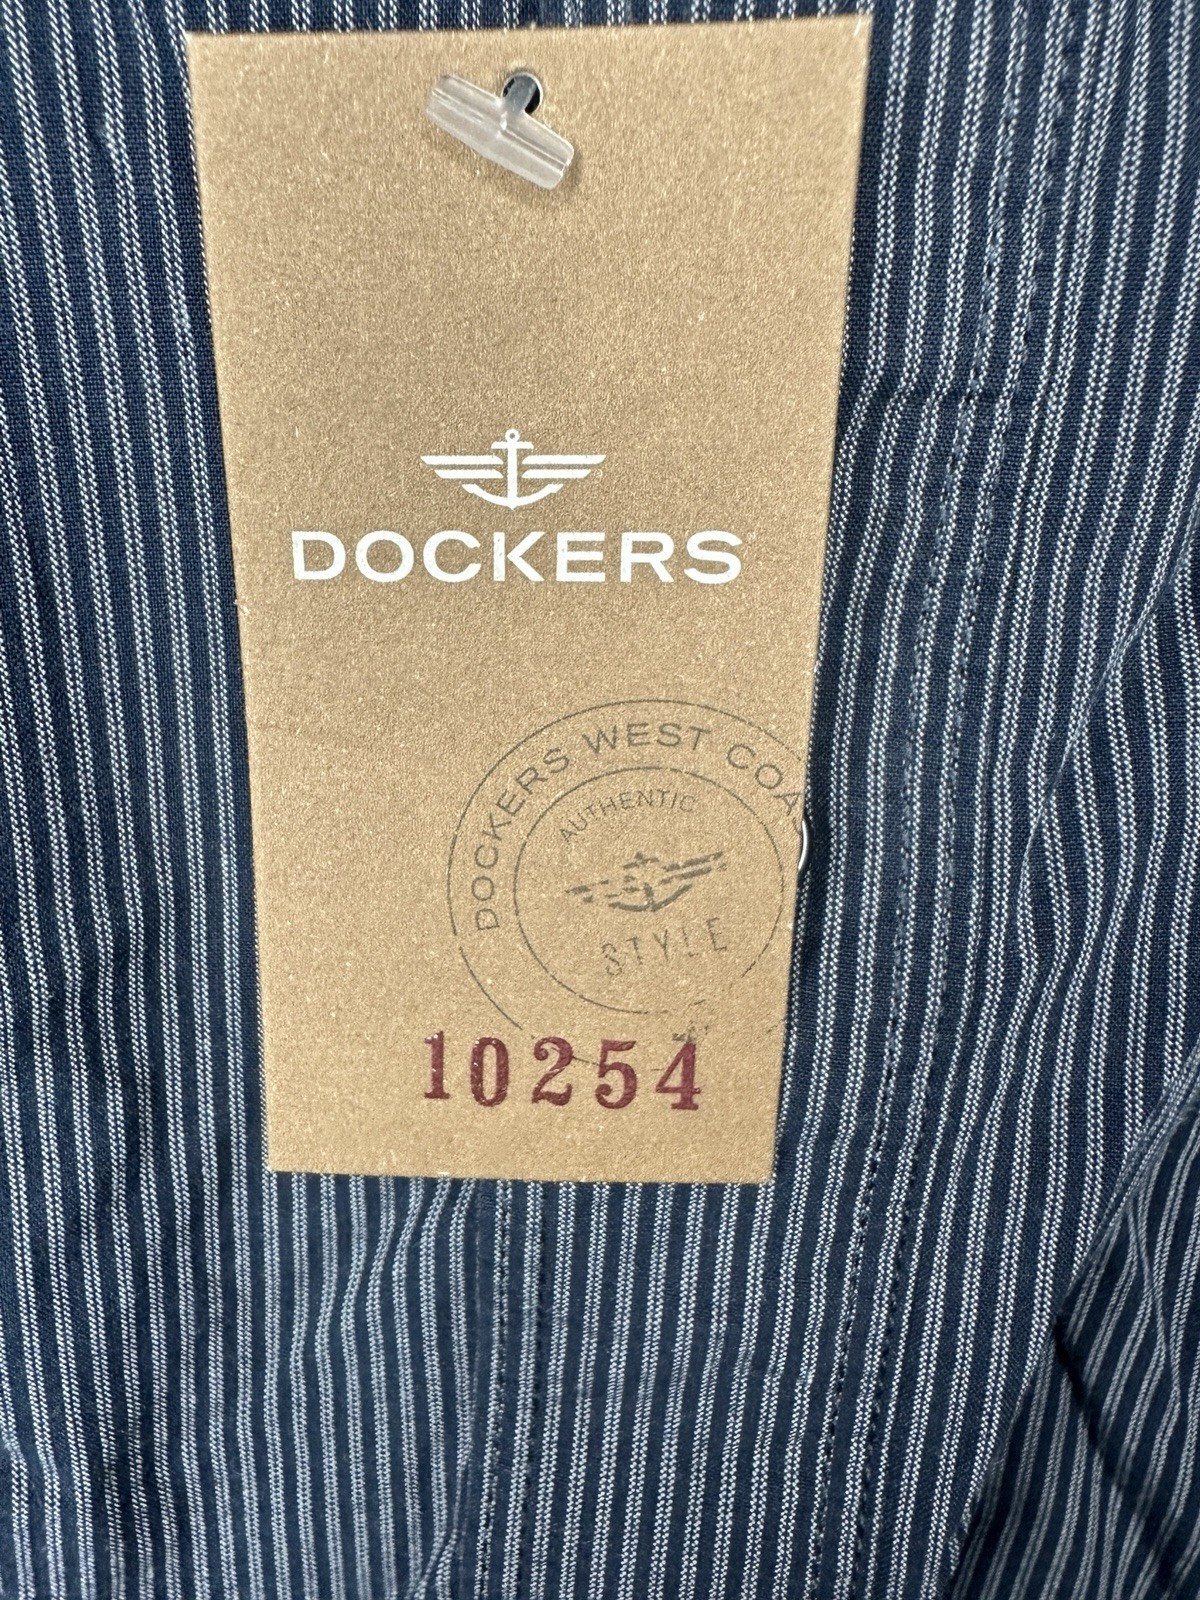 DOCKERS
DOCKERS WEST COA
AUTHENTIC
STYLE
10254